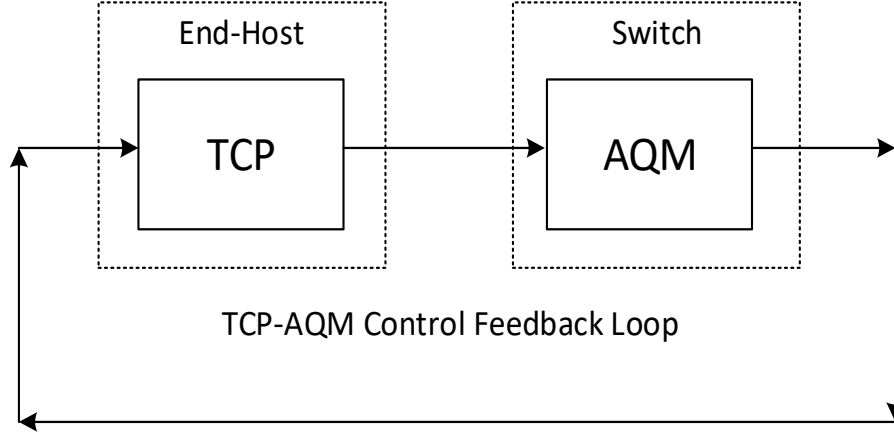 End-Host
Switch
TCP
AQM
TCP-AQM Control Feedback Loop